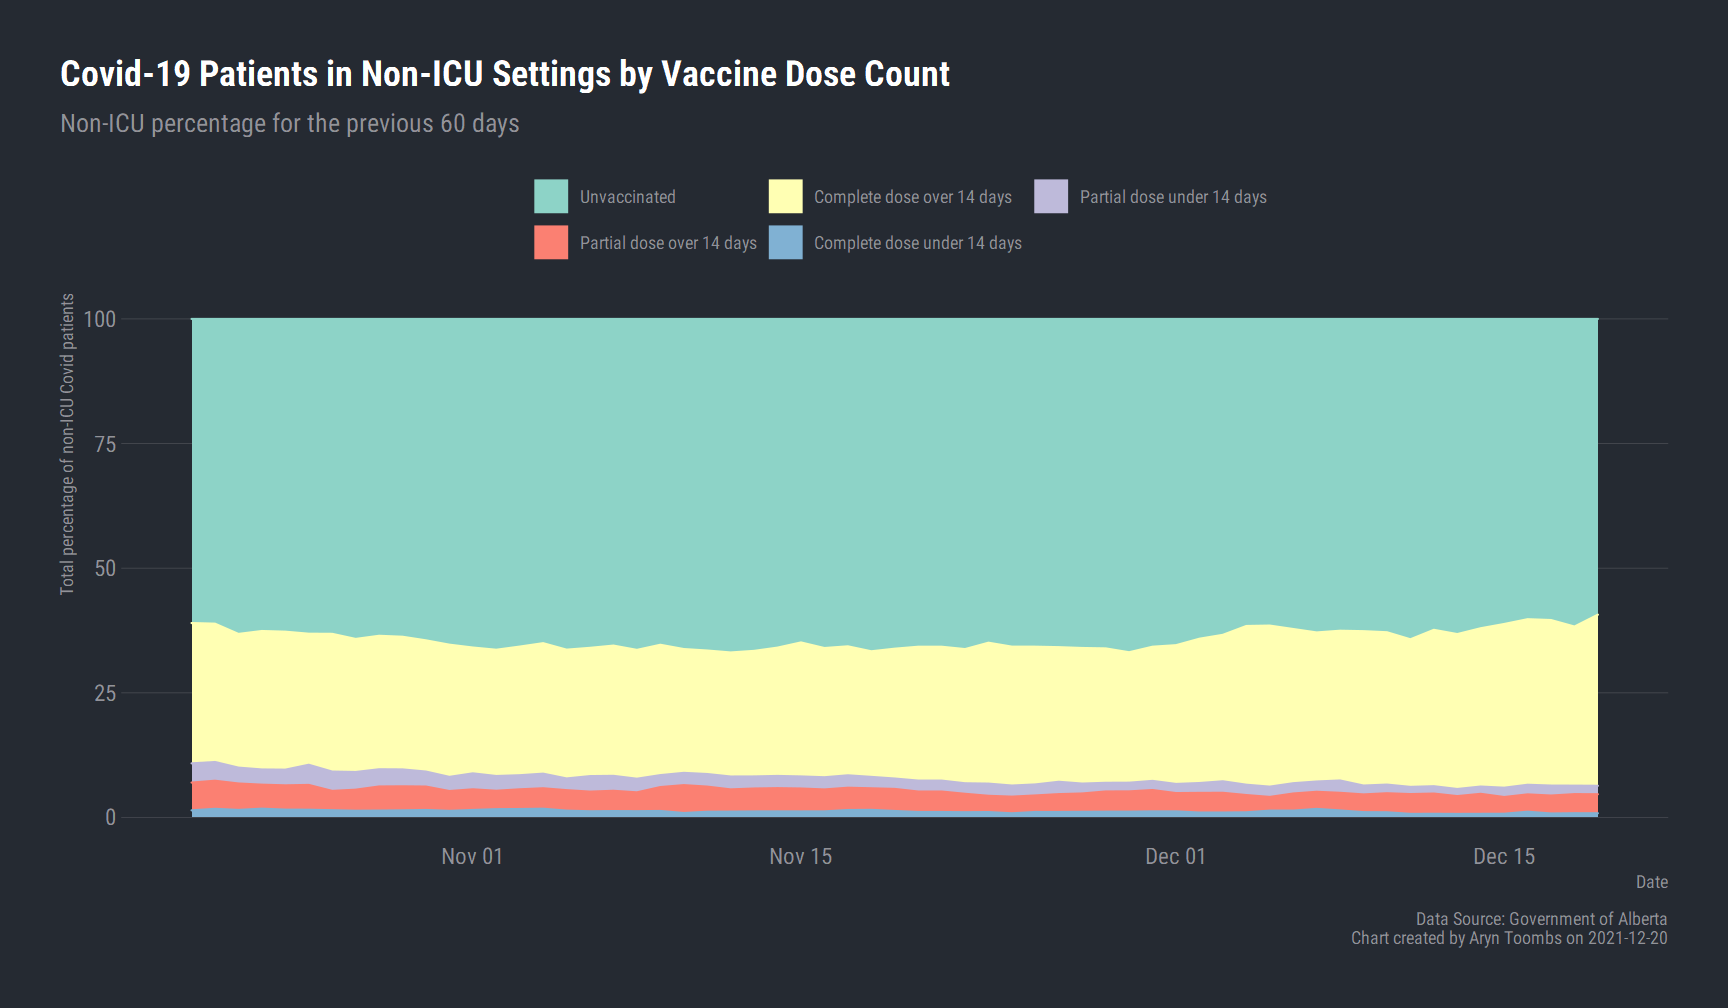 Covid-19 Patients in Non-ICU Settings by Vaccine Dose Count
Non-ICU percentage for the previous 60 days
Unvaccinated
Complete dose over 14 days
Partial dose under 14 days
Partial dose over 14 days
Complete dose under 14 days
Total percentage of non-ICU Covid patients
100
75
50
25
0
Nov 01
Nov 15
Dec 01
Dec 15
Date
Data Source: Government of Alberta
Chart created by Aryn Toombs on 2021-12-20